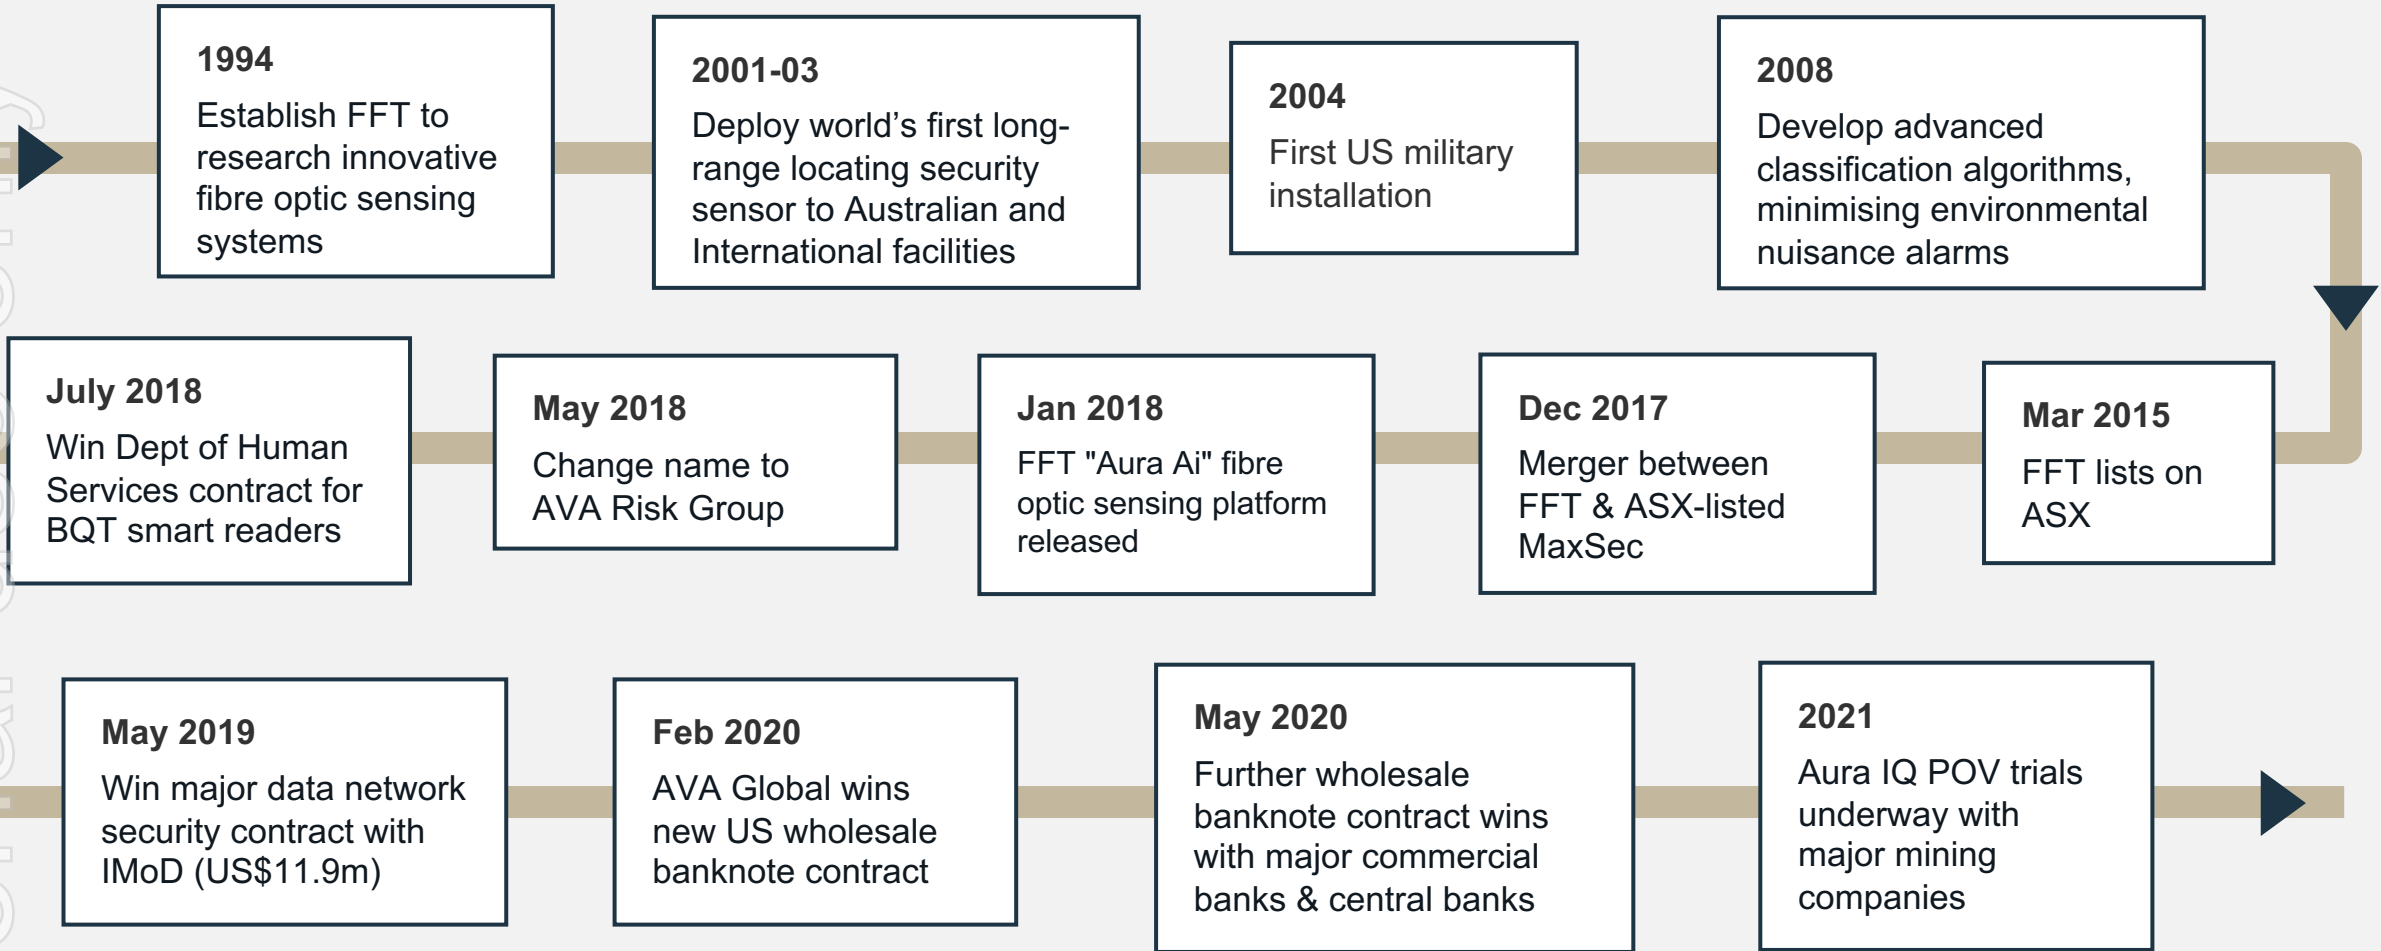 1994
Establish FFT to
research innovative
fibre optic sensing
systems
2001-03
Deploy world’s first long-
range locating security
sensor to Australian and
International facilities
2004
First US military
installation
2008
Develop advanced
classification algorithms,
minimising environmental
nuisance alarms
Mar 2015
FFT lists on
ASX
Dec 2017
Merger between
FFT & ASX-listed
MaxSec
Jan 2018
FFT "Aura Ai" fibre
optic sensing platform
released
May 2018
Change name to
AVA Risk Group
July 2018
Win Dept of Human
Services contract for
BQT smart readers
May 2019
Win major data network
security contract with
IMoD (US$11.9m)
Feb 2020
AVA Global wins
new US wholesale
banknote contract
May 2020
Further wholesale
banknote contract wins
with major commercial
banks & central banks
2021
Aura IQ POV trials
underway with
major mining
companies